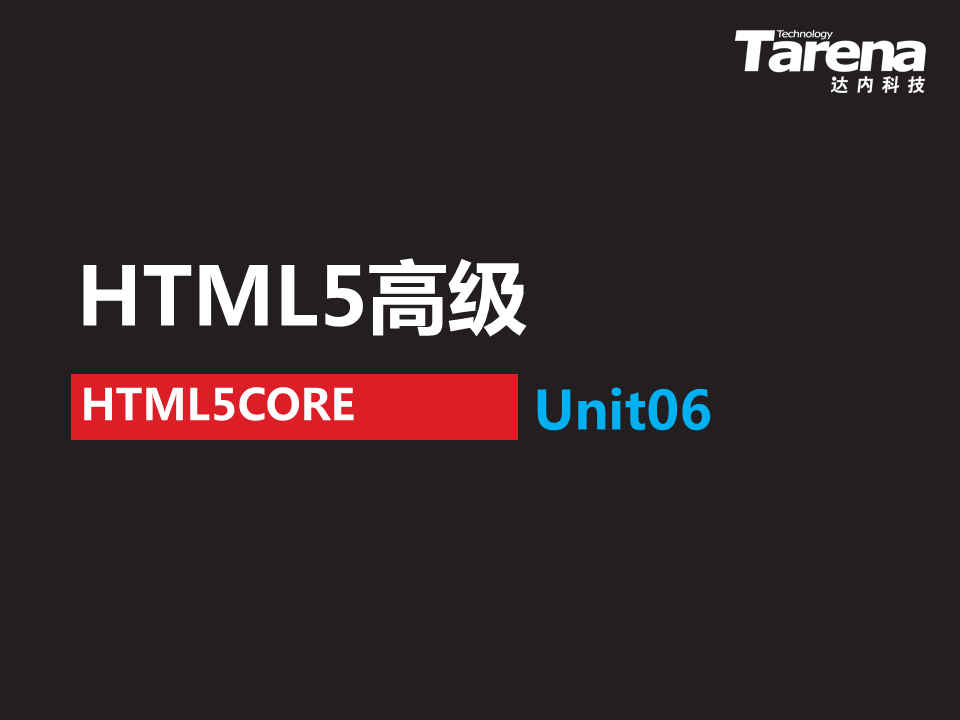 Technology
Tarena
达内科技
HTML5高级
HTML5CORE
Unit06